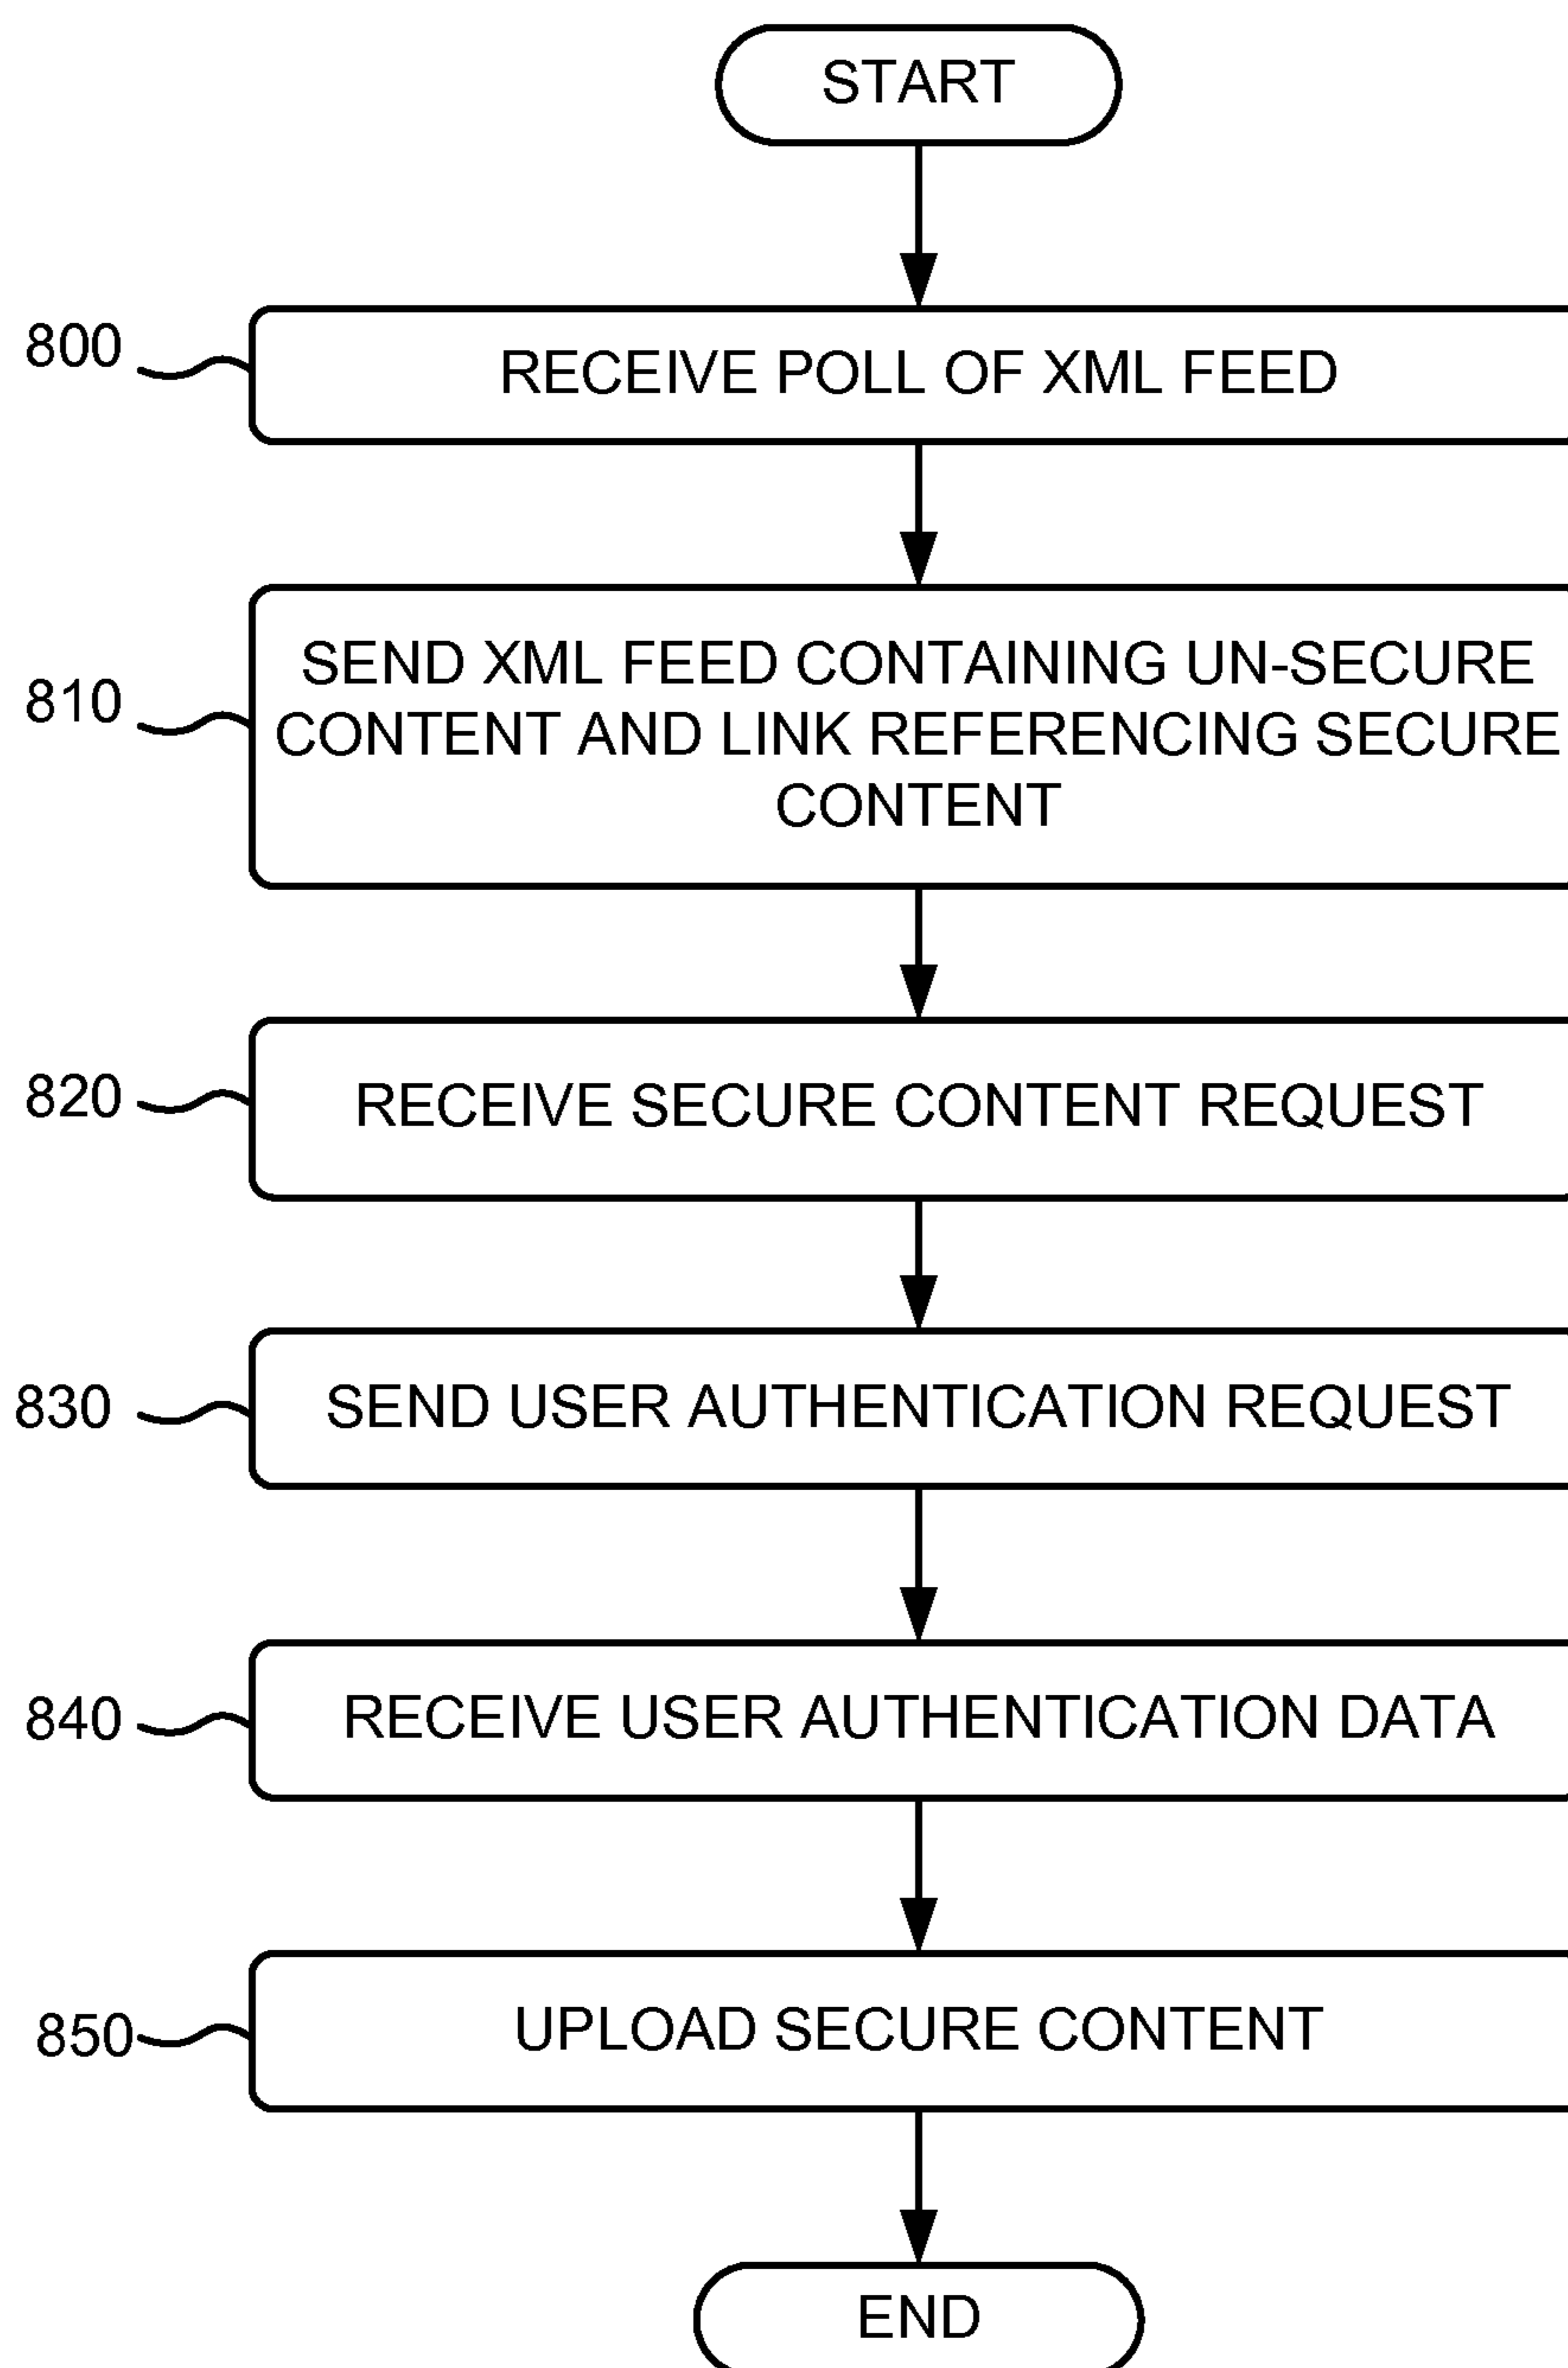 START
800
RECEIVE POLL OF XML FEED
810
SEND XML FEED CONTAINING UN-SECURE
CONTENT AND LINK REFERENCING SECURE
CONTENT
820
RECEIVE SECURE CONTENT REQUEST
830
SEND USER AUTHENTICATION REQUEST
840
RECEIVE USER AUTHENTICATION DATA
850
UPLOAD SECURE CONTENT
END